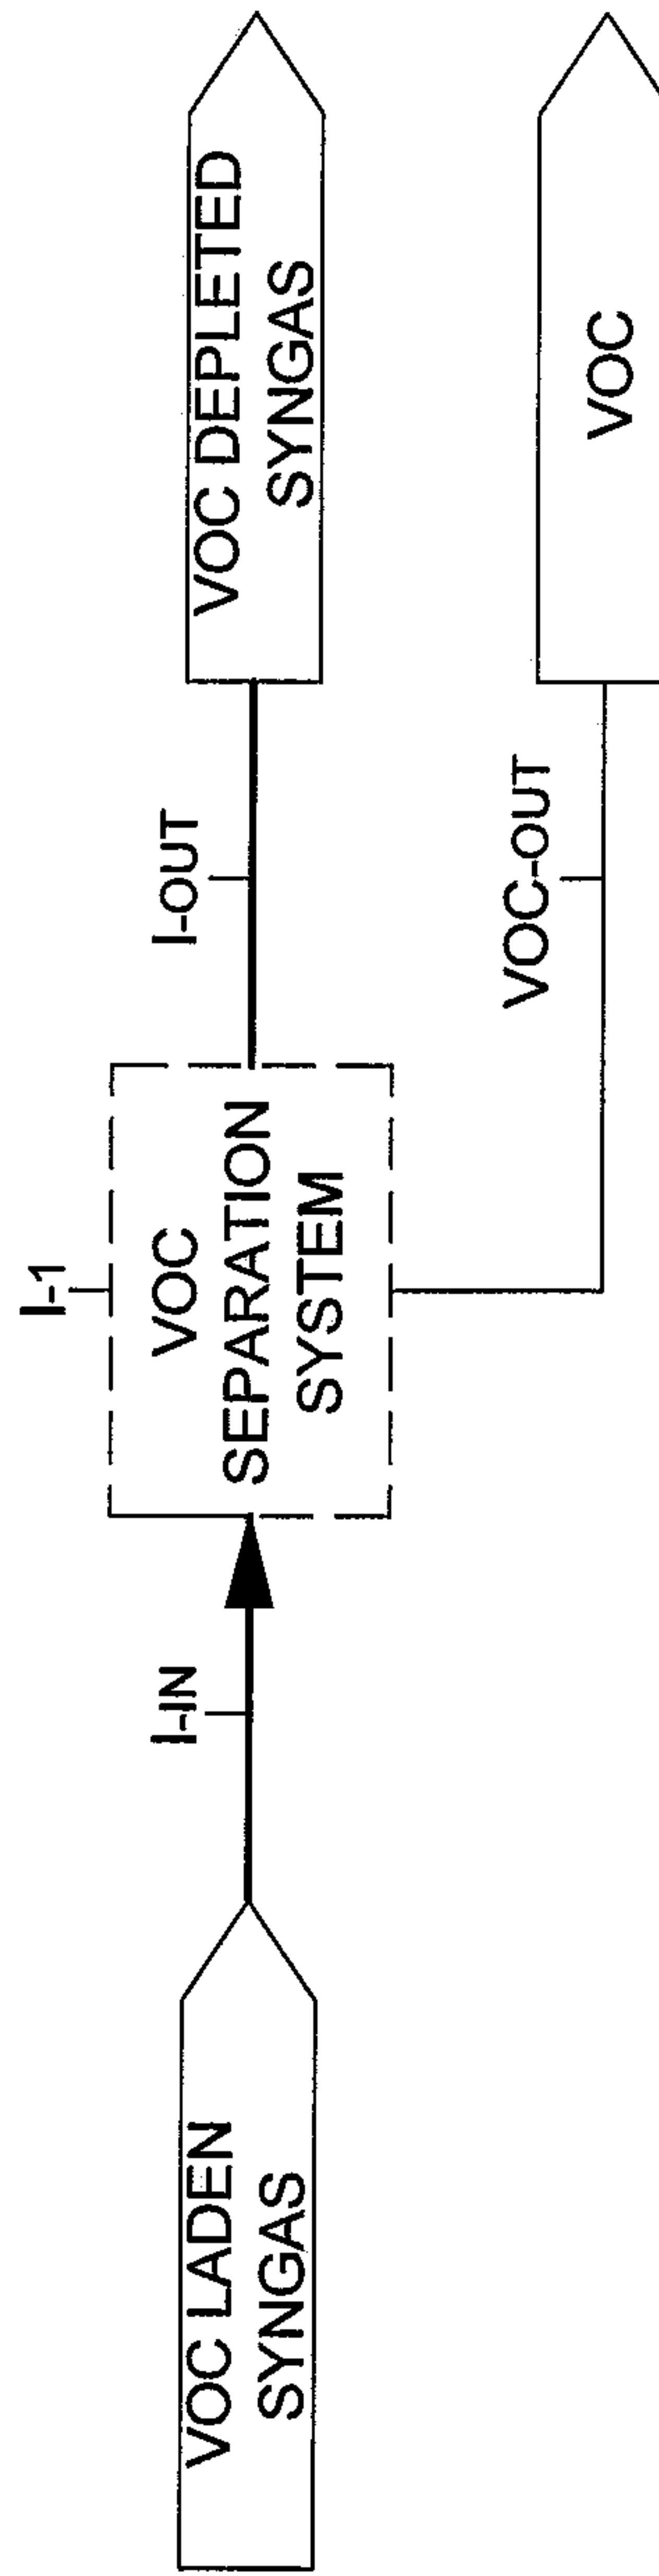 VOC LADEN
SYNGAS
I-IN
I-1
VOC
SEPARATION
SYSTEM
I-OUT
VOC DEPLETED
SYNGAS
VOC-OUT
VOC